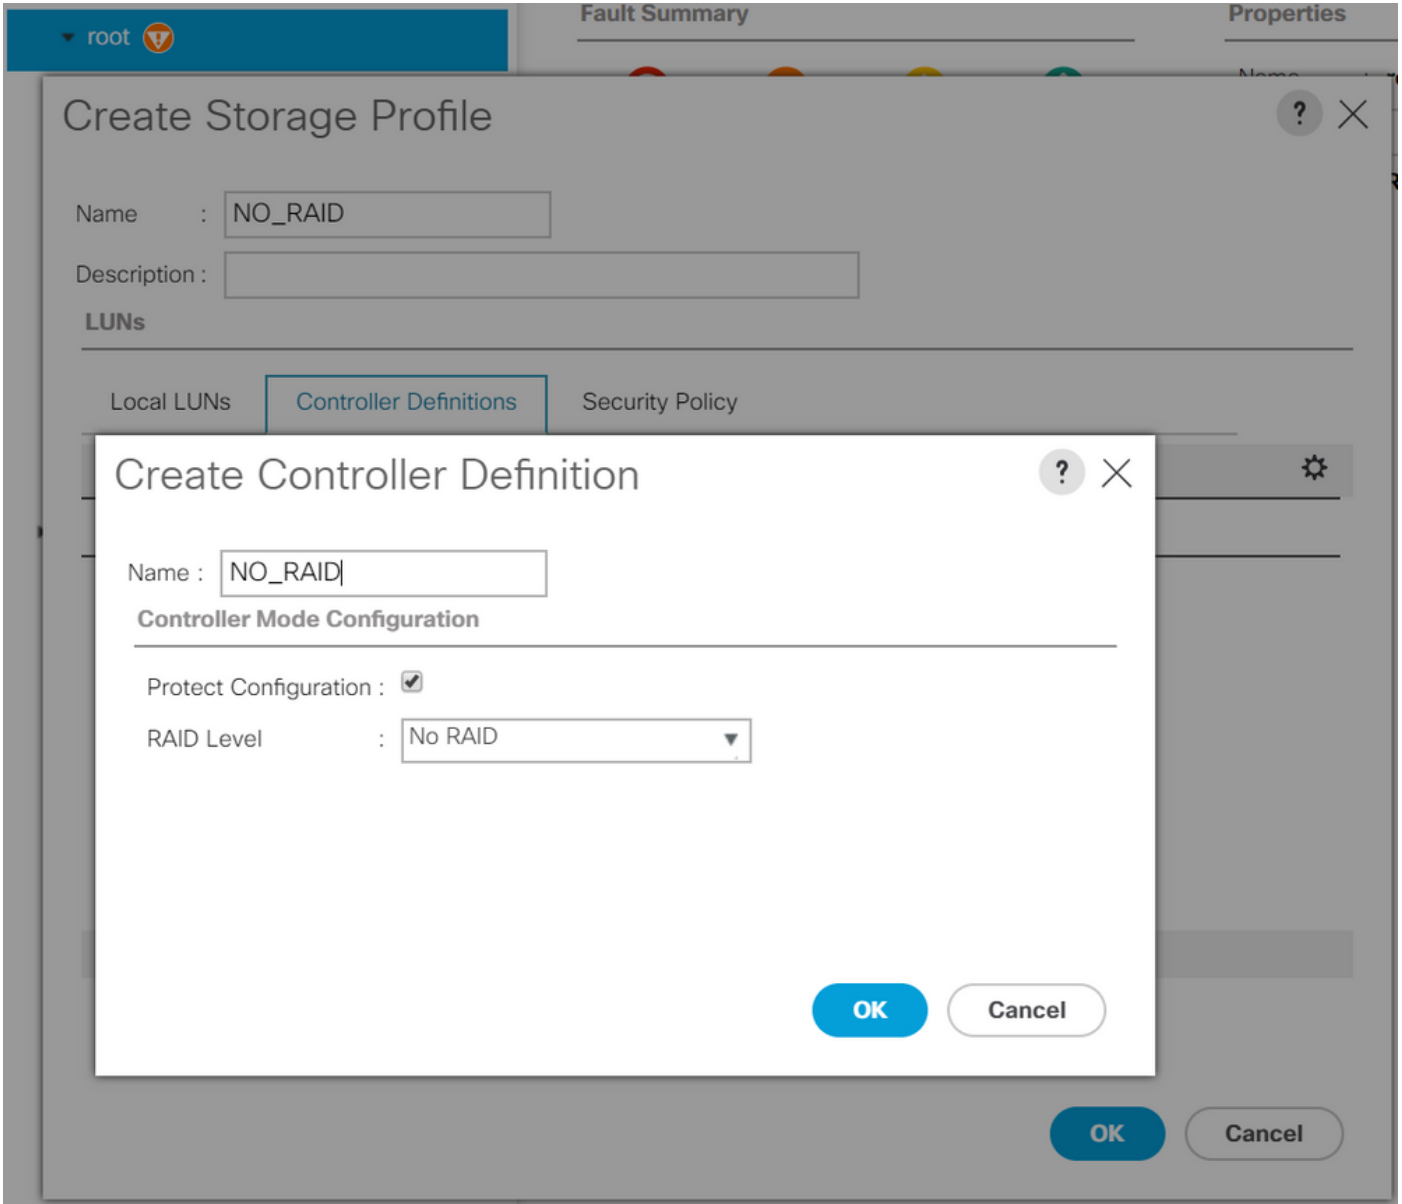 root
Fault Summary
Properties
Name
Create Storage Profile
?
Name : NO_RAID
Description :
LUNs
Local LUNs Controller Definitions Security Policy
Create Controller Definition
?
Name : NO_RAID
Controller Mode Configuration
Protect Configuration :
RAID Level : No RAID
OK Cancel
OK Cancel